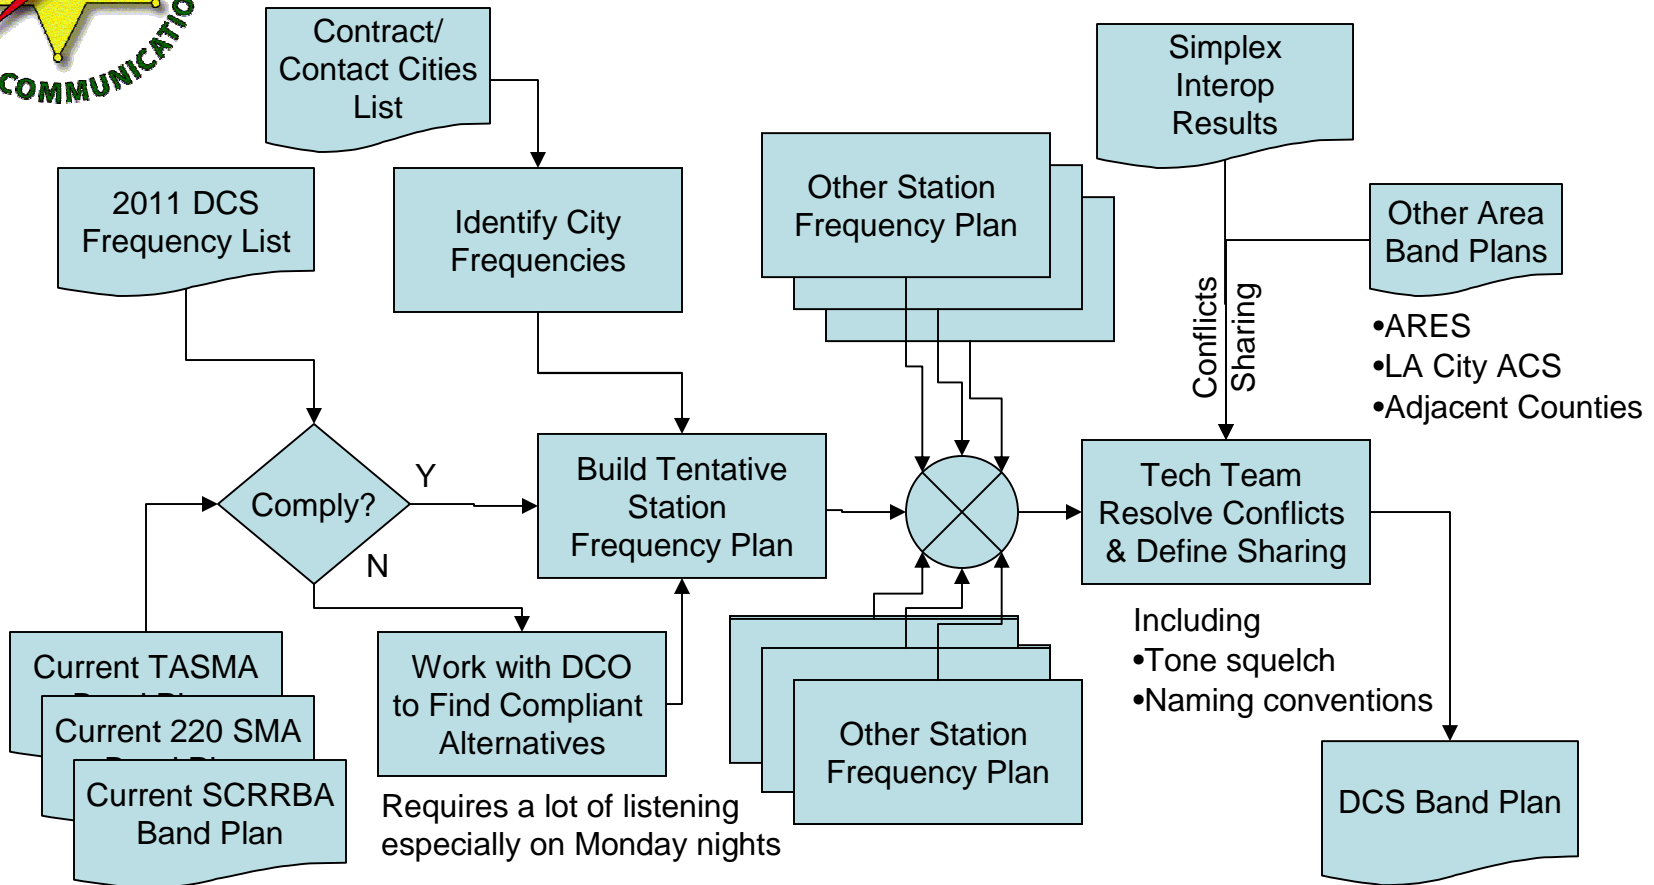 COMMUNICATIO
Contract/
Contact Cities
List
Simplex
Interop
Results
2011 DCS
Frequency List
Identify City
Frequencies
Other Station
Frequency Plan
Other Area
Band Plans
•ARES
•LA City ACS
•Adjacent Counties
Conflicts
Sharing
Comply?
Y
N
Build Tentative
Station
Frequency Plan
Tech Team
Resolve Conflicts
& Define Sharing
Including
•Tone squelch
•Naming conventions
Current TASMA
Current 220 SMA
Current SCRRBA
Band Plan
Work with DCO
to Find Compliant
Alternatives
Requires a lot of listening
especially on Monday nights
Other Station
Frequency Plan
DCS Band Plan